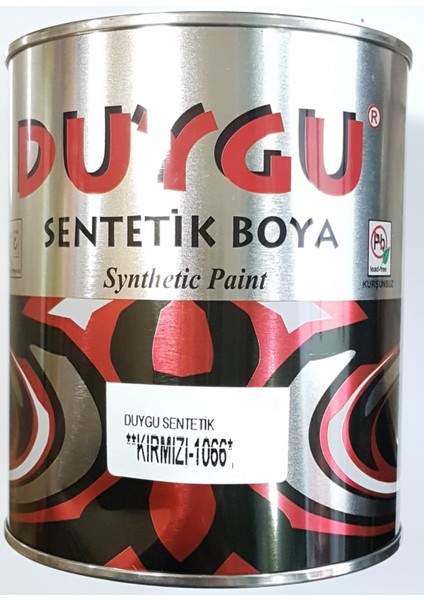 DUYGU®
SENTETİK BOYA
Synthetic Paint
Pb
lead-free
KURŞUNSUZ
DUYGU SENTETİK
**KIRMIZI-1066*